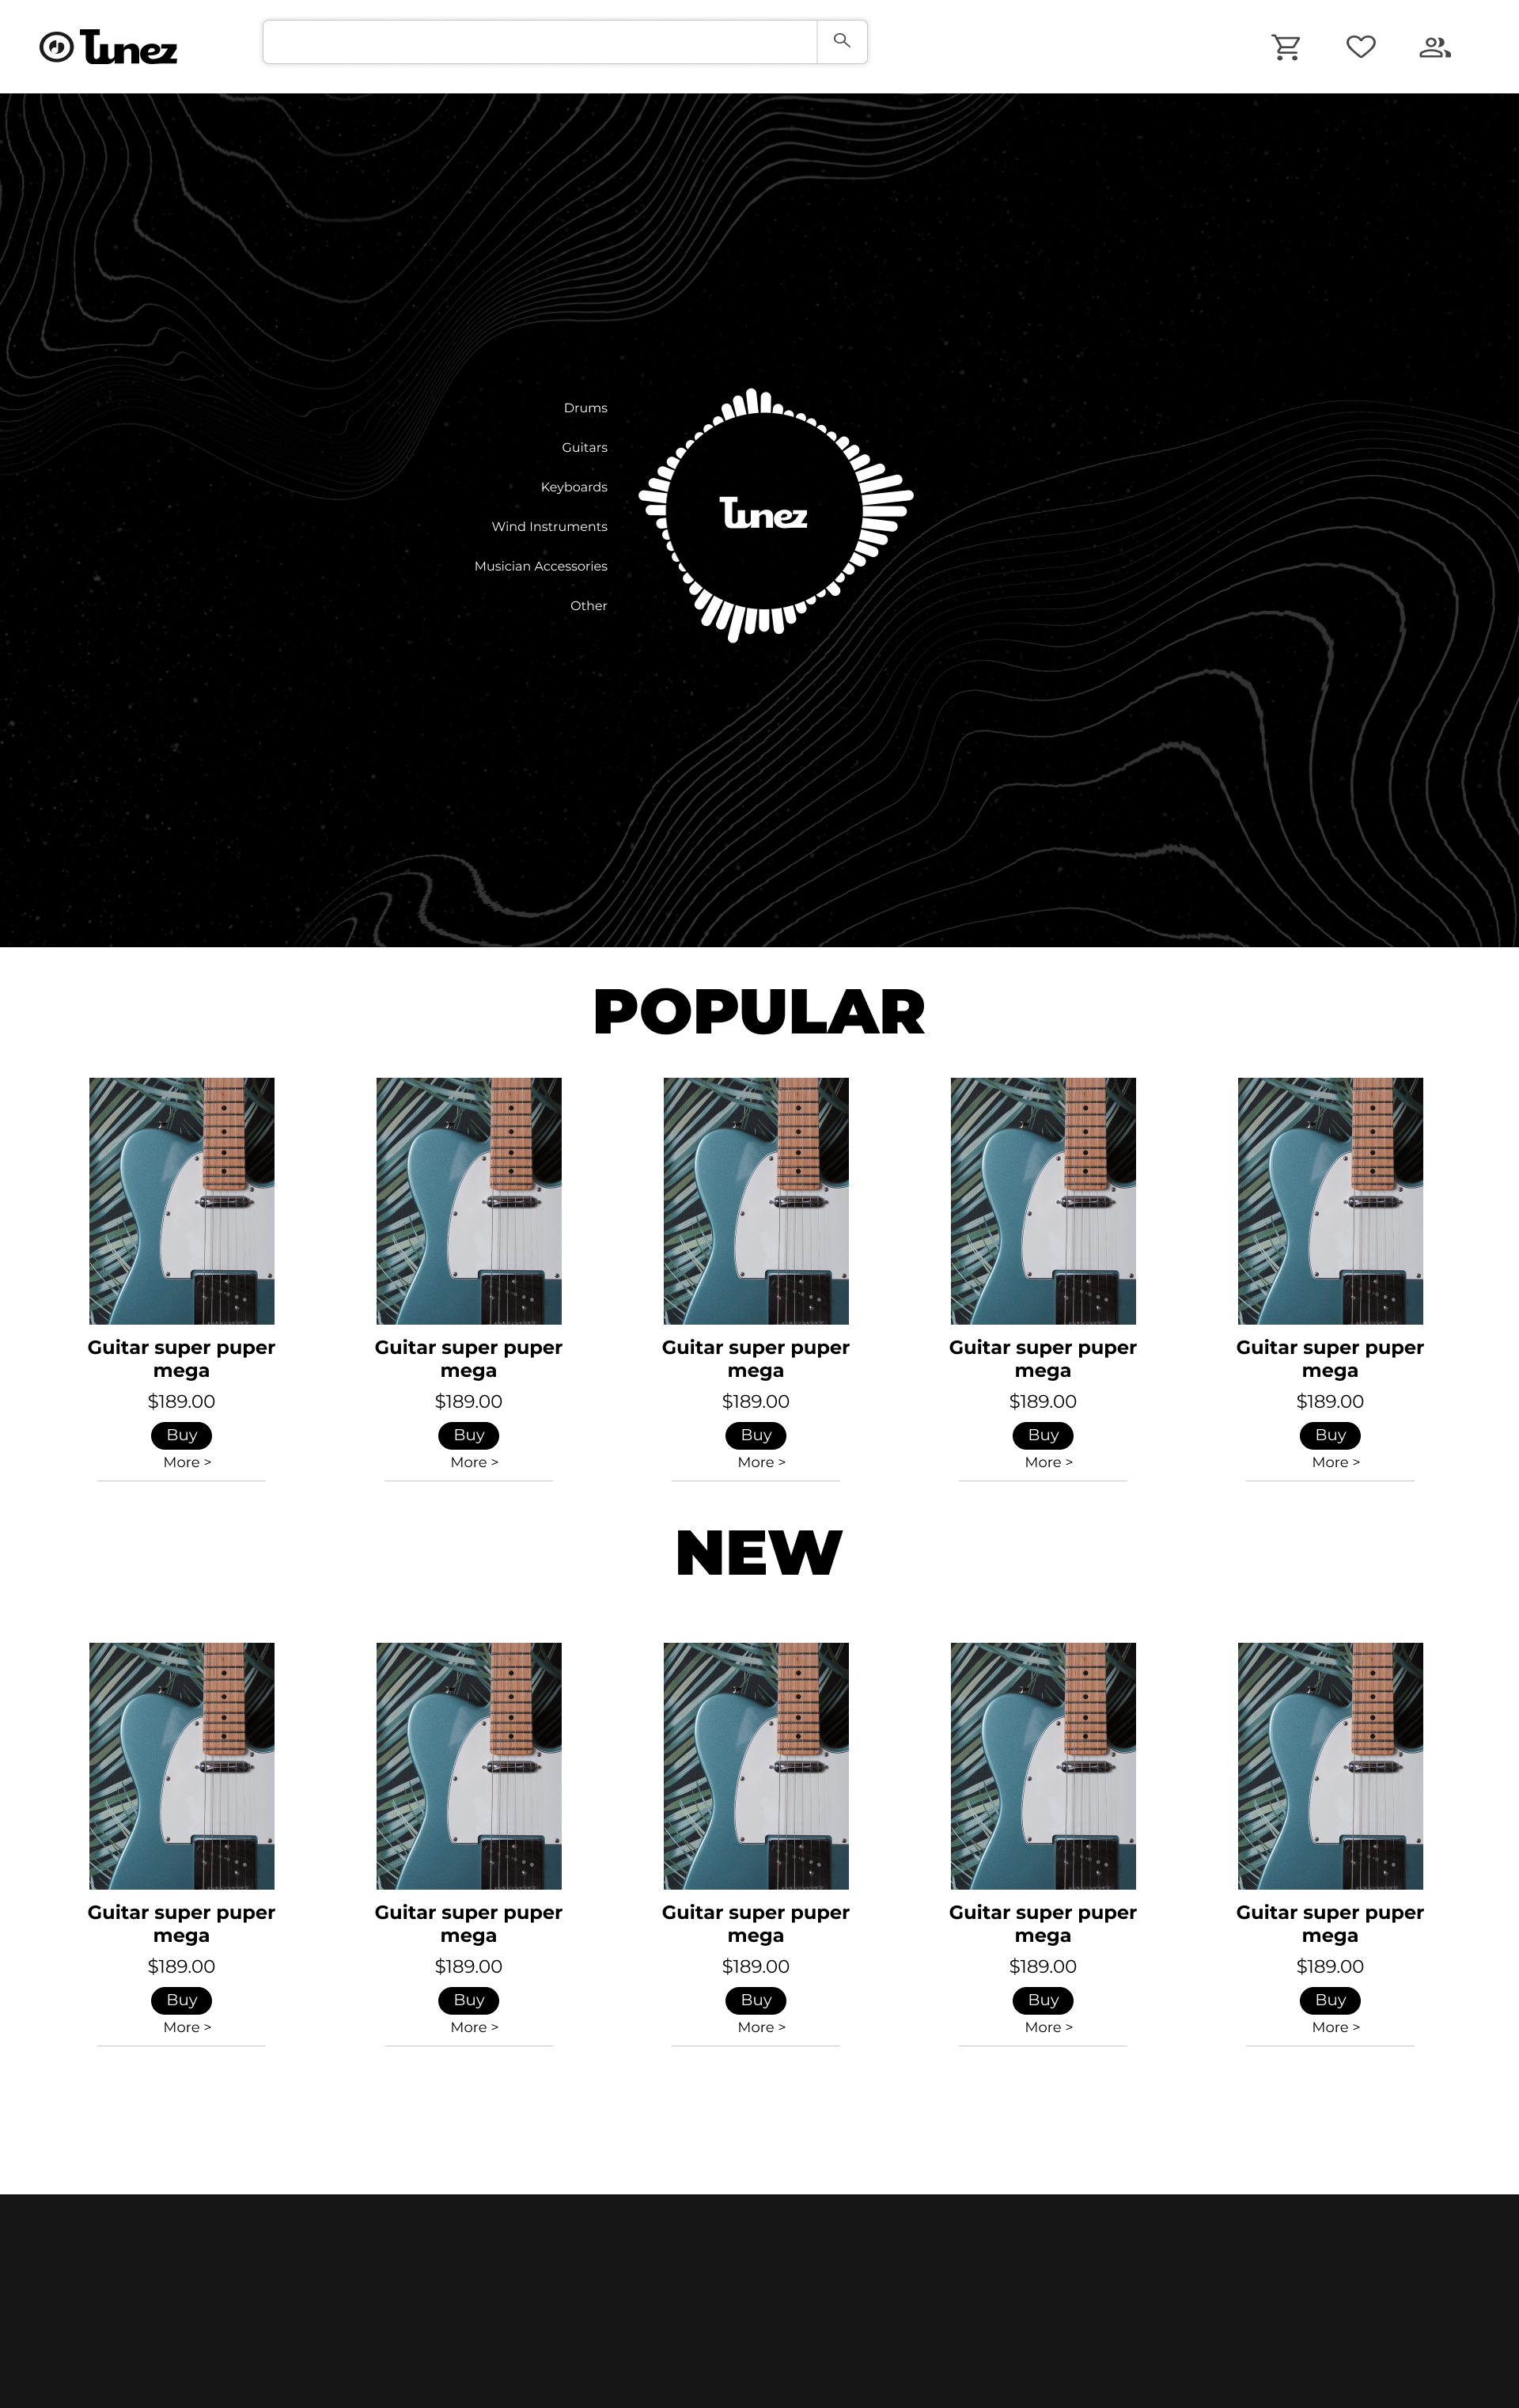 Tunez
Drums
Guitars
Keyboards
Wind Instruments
Musician Accessories
Other
Tunez
POPULAR
Guitar super puper
mega
$189.00
Buy
More >
Guitar super puper
mega
$189.00
Buy
More >
Guitar super puper
mega
$189.00
Buy
More >
Guitar super puper
mega
$189.00
Buy
More >
Guitar super puper
mega
$189.00
Buy
More >
NEW
Guitar super puper
mega
$189.00
Buy
More >
Guitar super puper
mega
$189.00
Buy
More >
Guitar super puper
mega
$189.00
Buy
More >
Guitar super puper
mega
$189.00
Buy
More >
Guitar super puper
mega
$189.00
Buy
More >